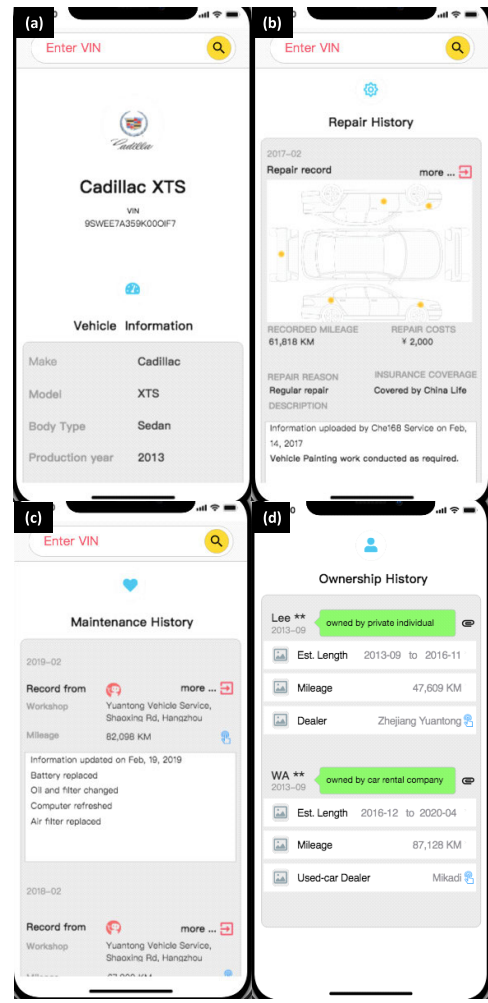 (a)
Enter VIN
Cadillac
Cadillac XTS
VIN
9SWEE7A359K00OIF7
Vehicle Information
Make Cadillac
Model XTS
Body Type Sedan
Production year 2013
(b)
Enter VIN
Repair History
2017-02
Repair record more ...
RECORDED MILEAGE REPAIR COSTS
61,818 KM ¥ 2,000
REPAIR REASON INSURANCE COVERAGE
Regular repair Covered by China Life
DESCRIPTION
Information uploaded by Che168 Service on Feb,
14, 2017
Vehicle Painting work conducted as required.
(c)
Enter VIN
Maintenance History
2019-02
Record from more ...
Workshop Yuantong Vehicle Service,
Shaoxing Rd, Hangzhou
Mileage 82,098 KM
Information updated on Feb, 19, 2019
Battery replaced
Oil and filter changed
Computer refreshed
Air filter replaced
2018-02
Record from more ...
Workshop Yuantong Vehicle Service,
Shaoxing Rd, Hangzhou
(d)
Ownership History
Lee ** owned by private individual
2013-09
Est. Length 2013-09 to 2016-11
Mileage 47,609 KM
Dealer Zhejiang Yuantong
WA ** owned by car rental company
2013-09
Est. Length 2016-12 to 2020-04
Mileage 87,128 KM
Used-car Dealer Mikadi